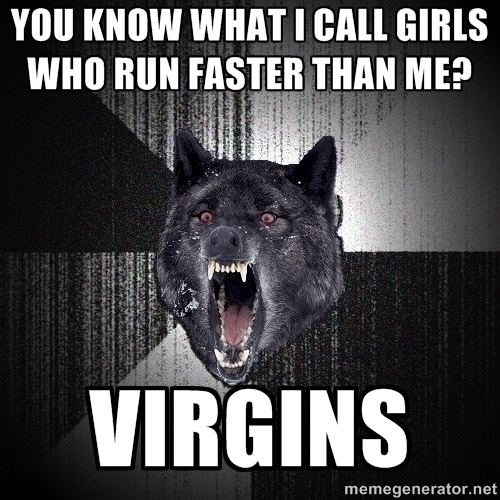 YOU KNOW WHAT I CALL GIRLS
WHO RUN FASTER THAN ME?
VIRGINS
memegenerator.net